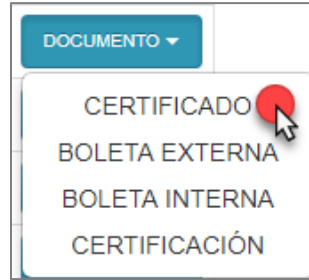 DOCUMENTO
CERTIFICADO
BOLETA EXTERNA
BOLETA INTERNA
CERTIFICACIÓN